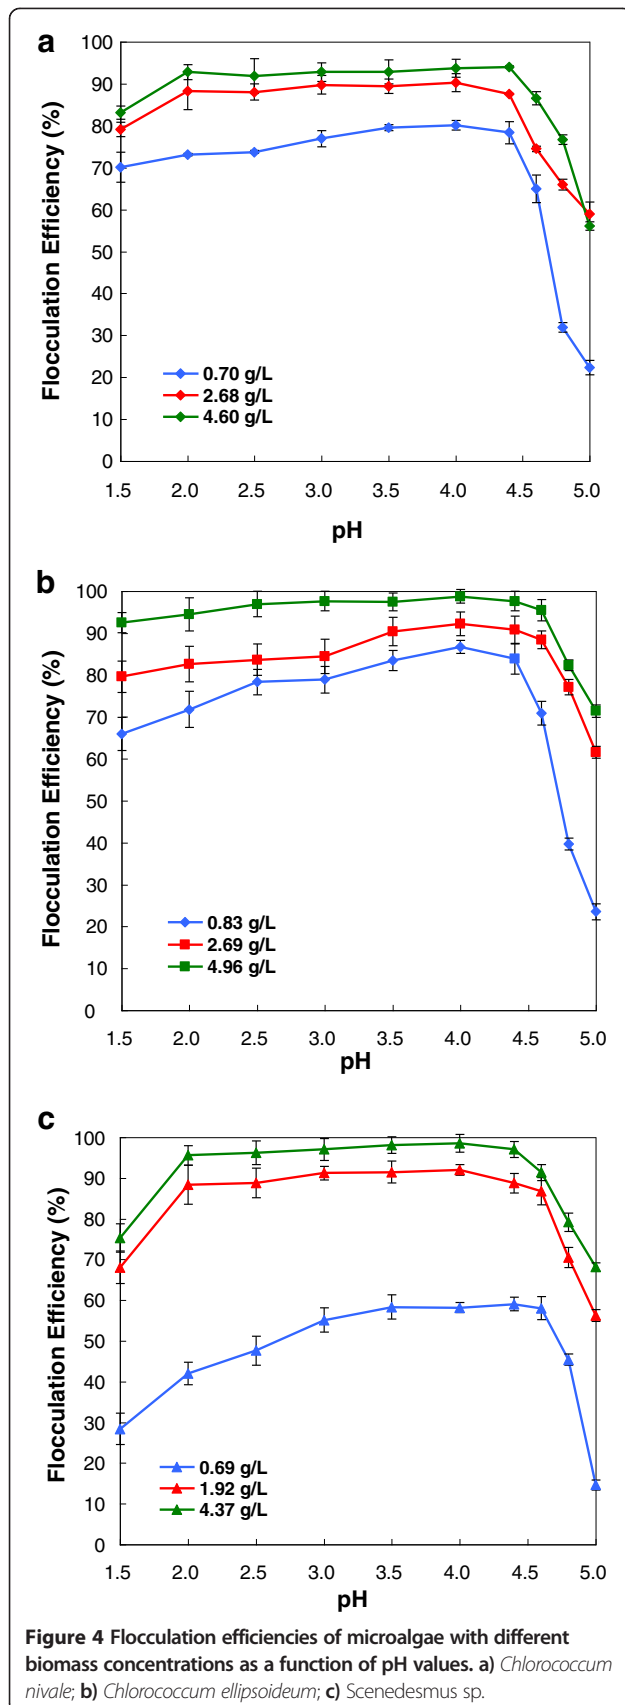 a
100
90
80
70
60
50
40
30
20
10
0
Flocculation Efficiency (%)
0.70 g/L
2.68 g/L
4.60 g/L
1.5 2.0 2.5 3.0 3.5 4.0 4.5 5.0
pH
b
100
90
80
70
60
50
40
30
20
10
0
Flocculation Efficiency (%)
0.83 g/L
2.69 g/L
4.96 g/L
1.5 2.0 2.5 3.0 3.5 4.0 4.5 5.0
pH
c
100
90
80
70
60
50
40
30
20
10
0
Flocculation Efficiency (%)
0.69 g/L
1.92 g/L
4.37 g/L
1.5 2.0 2.5 3.0 3.5 4.0 4.5 5.0
pH
Figure 4 Flocculation efficiencies of microalgae with different
biomass concentrations as a function of pH values. a) Chlorococcum
nivale; b) Chlorococcum ellipsoideum; c) Scenedesmus sp.